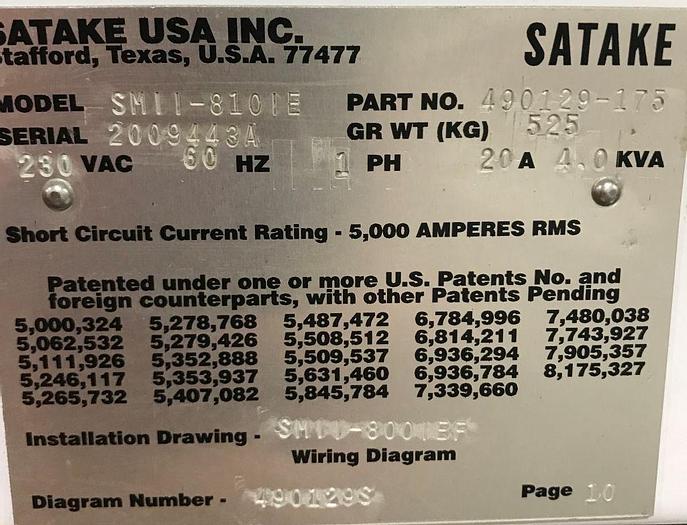 SATAKE USA INC. SATAKE
Stafford, Texas, U.S.A. 77477
MODEL SMII-810IE PART NO. 490129-175
SERIAL 2009443A GR WT (KG) 525
230 VAC 60 HZ 1 PH 20 A 4.0 KVA
Short Circuit Current Rating - 5,000 AMPERES RMS
Patented under one or more U.S. Patents No. and
foreign counterparts, with other Patents Pending
5,000,324 5,278,768 5,487,472 6,784,996 7,480,038
5,062,532 5,279,426 5,508,512 6,814,211 7,743,927
5,111,926 5,352,888 5,509,537 6,936,294 7,905,357
5,246,117 5,353,937 5,631,460 6,936,784 8,175,327
5,265,732 5,407,082 5,845,784 7,339,660
Installation Drawing - SMII-800IEF
Wiring Diagram
Diagram Number - 490129S Page 10